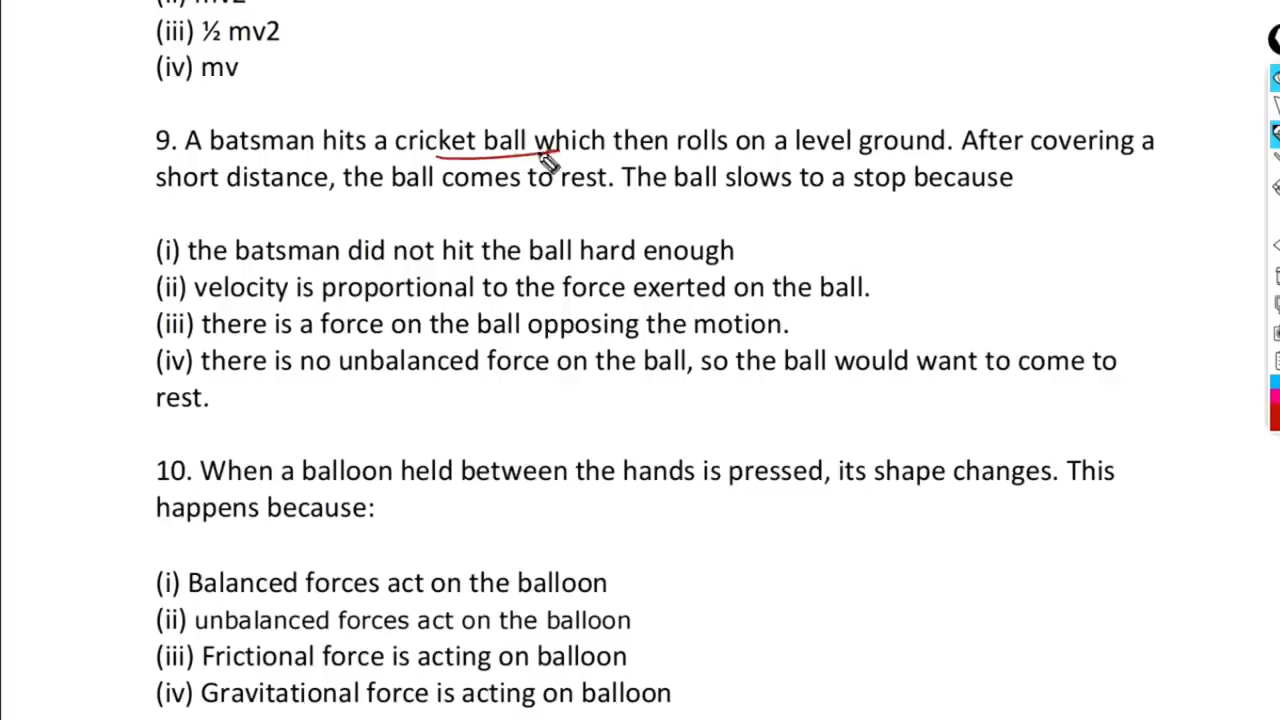 (ii) mv2
(iii) ½ mv2
(iv) mv
9. A batsman hits a cricket ball which then rolls on a level ground. After covering a
short distance, the ball comes to rest. The ball slows to a stop because
(i) the batsman did not hit the ball hard enough
(ii) velocity is proportional to the force exerted on the ball.
(iii) there is a force on the ball opposing the motion.
(iv) there is no unbalanced force on the ball, so the ball would want to come to
rest.
10. When a balloon held between the hands is pressed, its shape changes. This
happens because:
(i) Balanced forces act on the balloon
(ii) unbalanced forces act on the balloon
(iii) Frictional force is acting on balloon
(iv) Gravitational force is acting on balloon